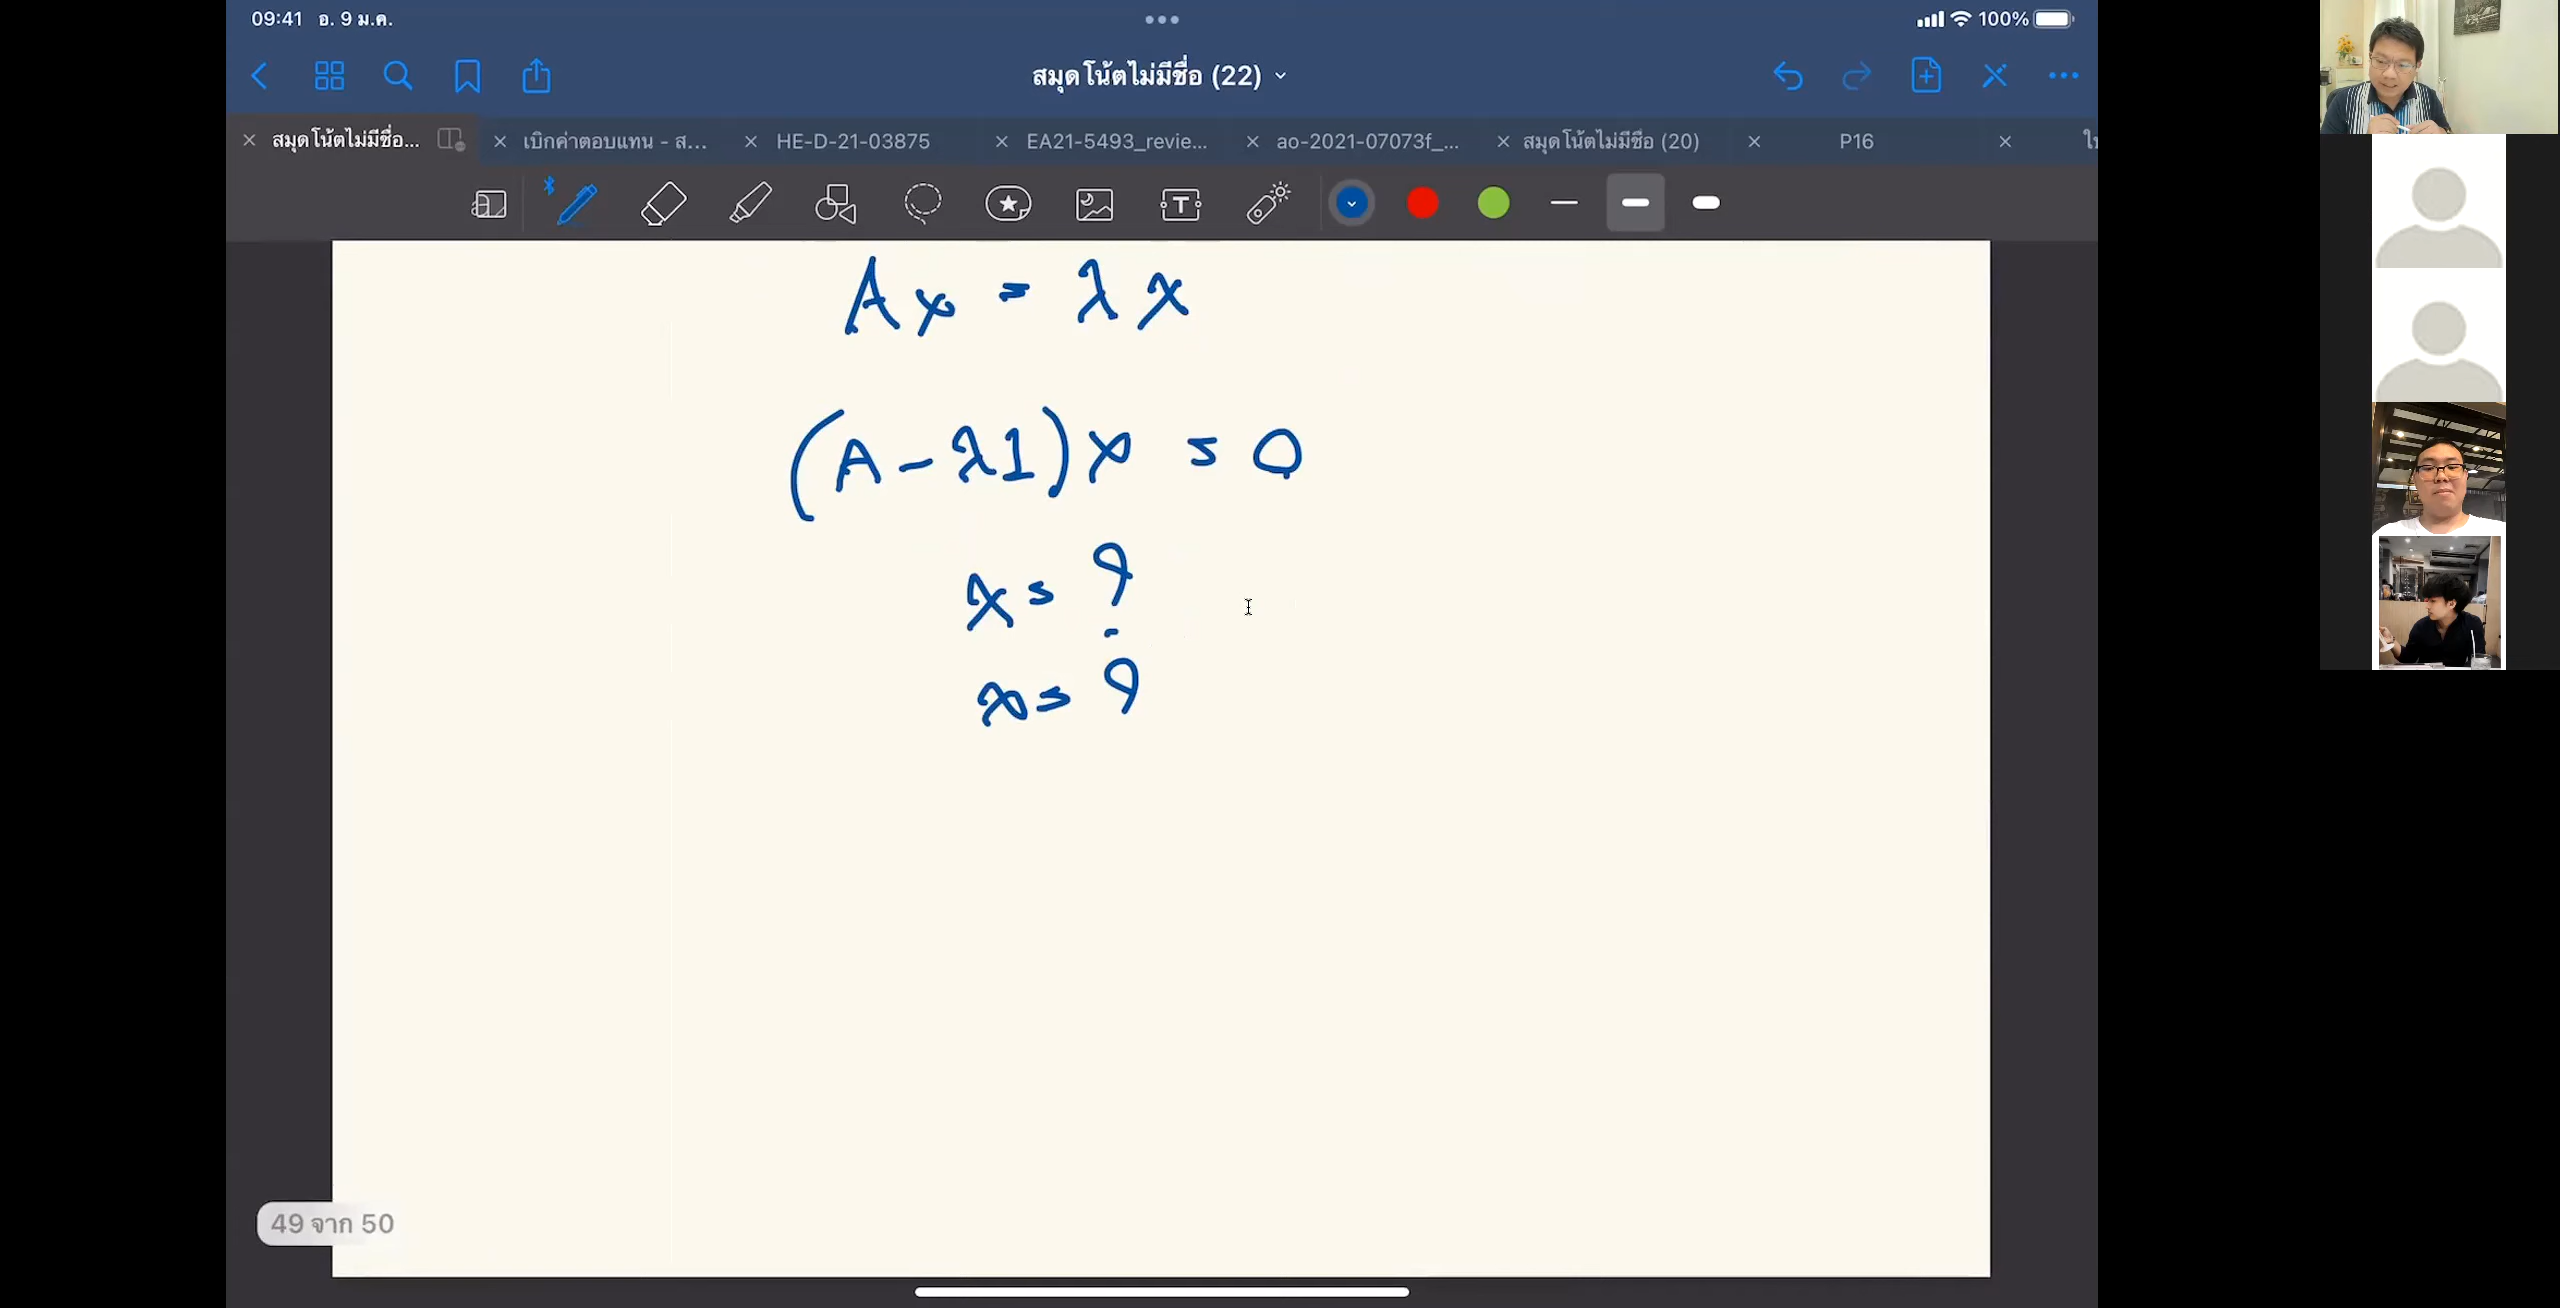 09:41 อ. 9 ม.ค.
100%
สมุดโน้ตไม่มีชื่อ (22)
สมุดโน้ตไม่มีชื่อ...
เบิกค่าตอบแทน - ส...
HE-D-21-03875
EA21-5493_revie...
ao-2021-07073f_...
สมุดโน้ตไม่มีชื่อ (20)
P16
Ax = λx
(A - λI)x = 0
x = ?
x = ?
49 จาก 50